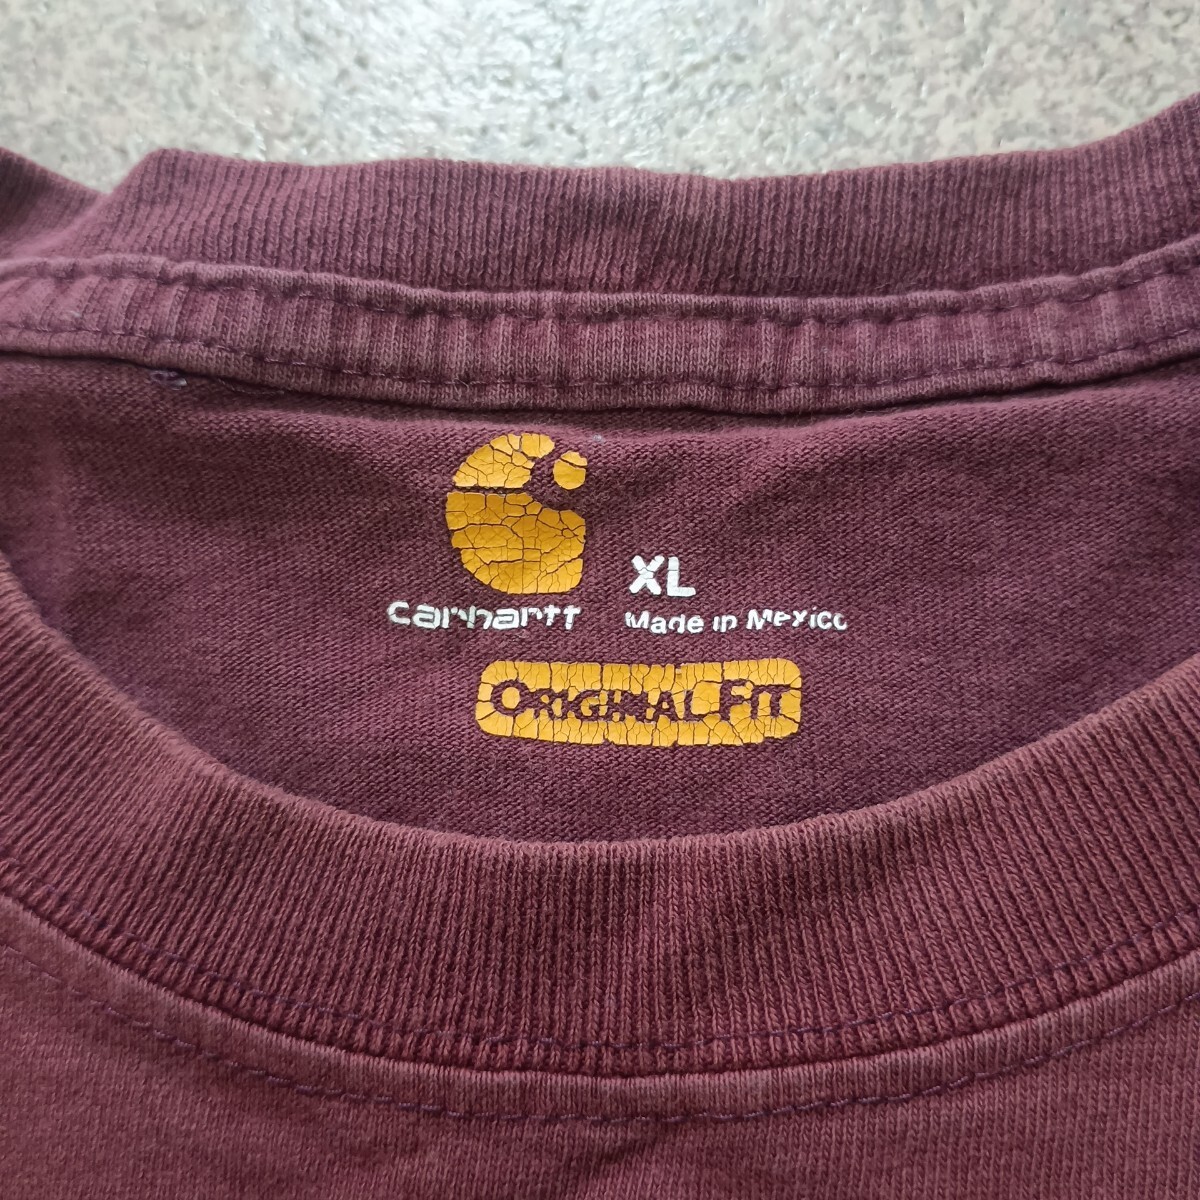 carhartt
XL
Made in Mexico
ORIGINAL FIT